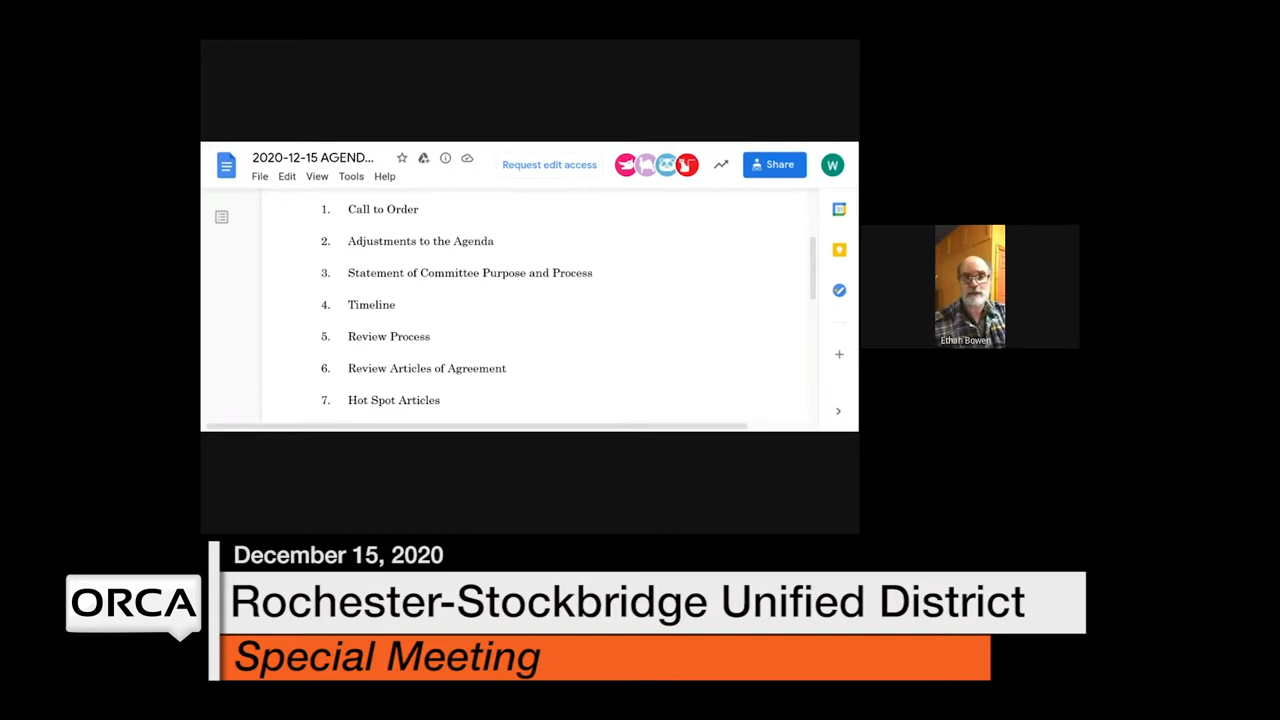 2020-12-15 AGEND...
File Edit View Tools Help
Request edit access
Share
W
1. Call to Order
2. Adjustments to the Agenda
3. Statement of Committee Purpose and Process
4. Timeline
5. Review Process
6. Review Articles of Agreement
7. Hot Spot Articles
Ethan Bowen
December 15, 2020
ORCA
Rochester-Stockbridge Unified District
Special Meeting